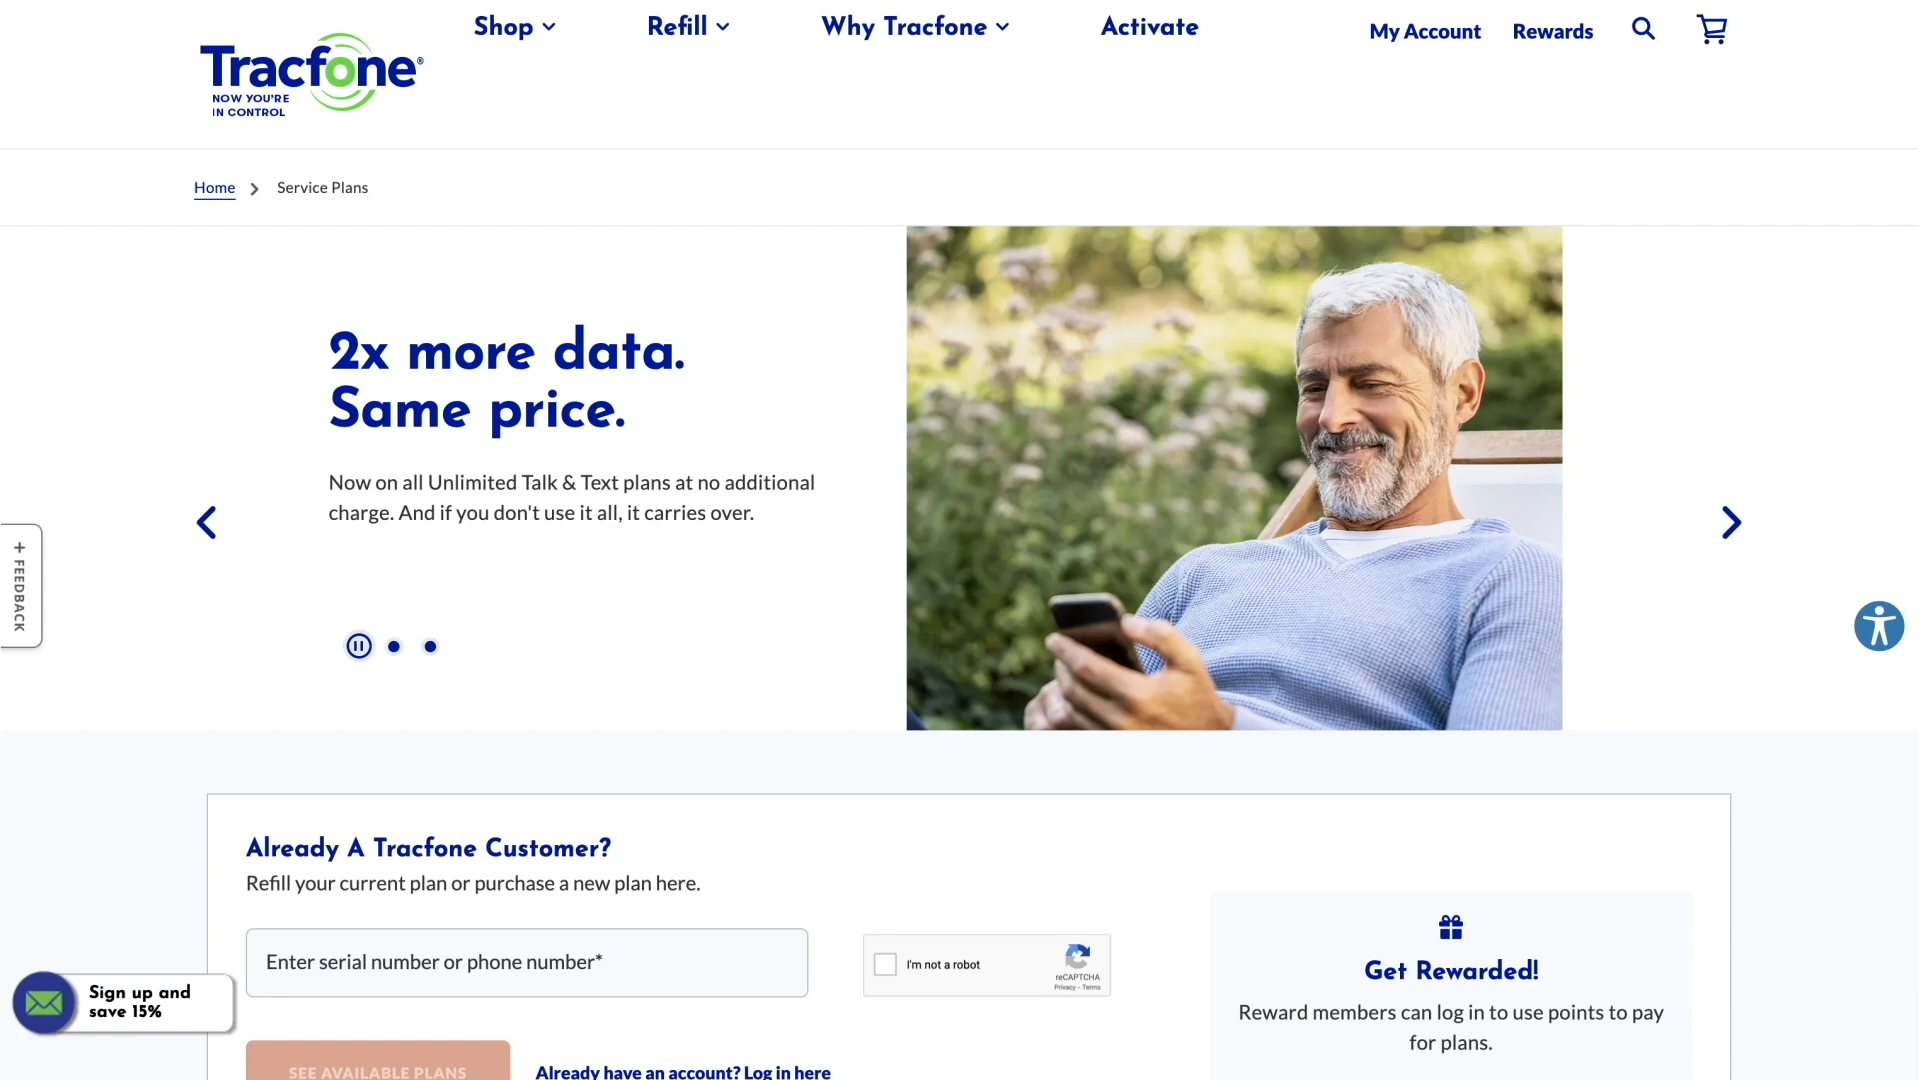 Shop
Refill
Why Tracfone
Activate
My Account
Rewards
Tracfone®
NOW YOU'RE
IN CONTROL
Home
Service Plans
2x more data.
Same price.
Now on all Unlimited Talk & Text plans at no additional
charge. And if you don't use it all, it carries over.
+ FEEDBACK
Already A Tracfone Customer?
Refill your current plan or purchase a new plan here.
Enter serial number or phone number*
I'm not a robot
reCAPTCHA
Privacy - Terms
Get Rewarded!
Reward members can log in to use points to pay
for plans.
Sign up and
save 15%
SEE AVAILABLE PLANS
Already have an account? Log in here